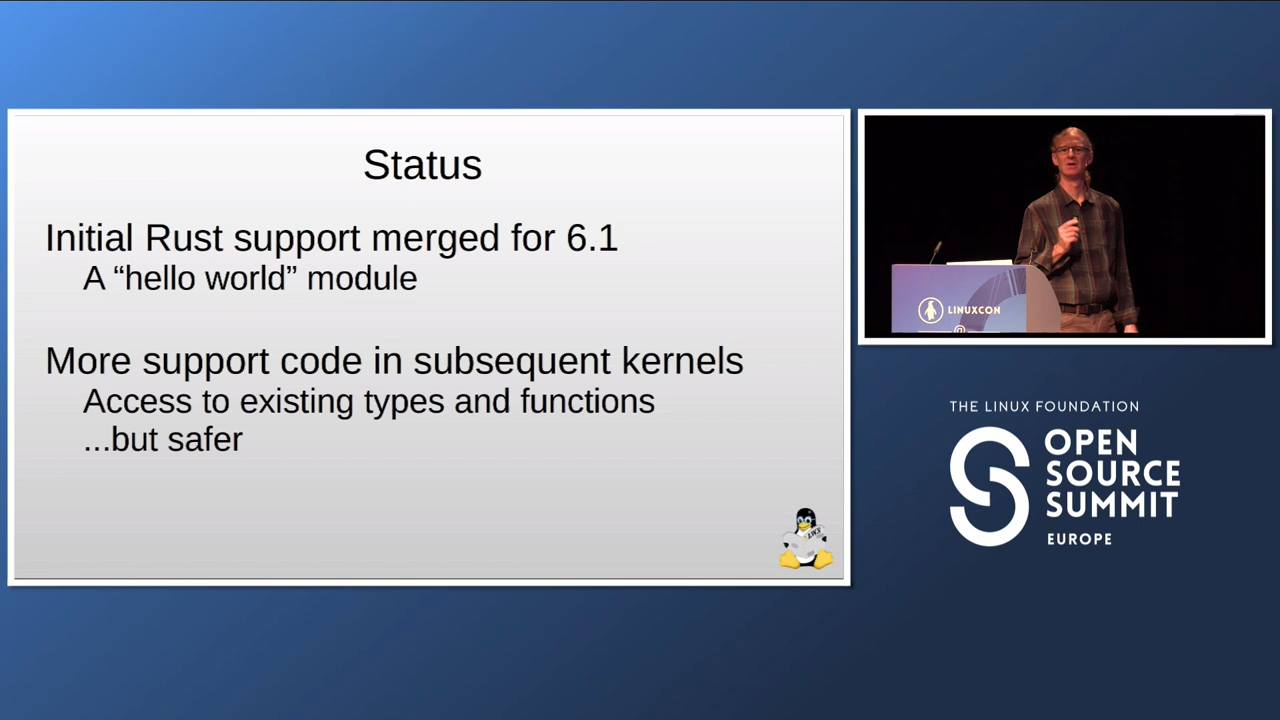 Status
Initial Rust support merged for 6.1
A “hello world” module
More support code in subsequent kernels
Access to existing types and functions
...but safer
LINUXCON
@
THE LINUX FOUNDATION
OPEN
SOURCE
SUMMIT
EUROPE